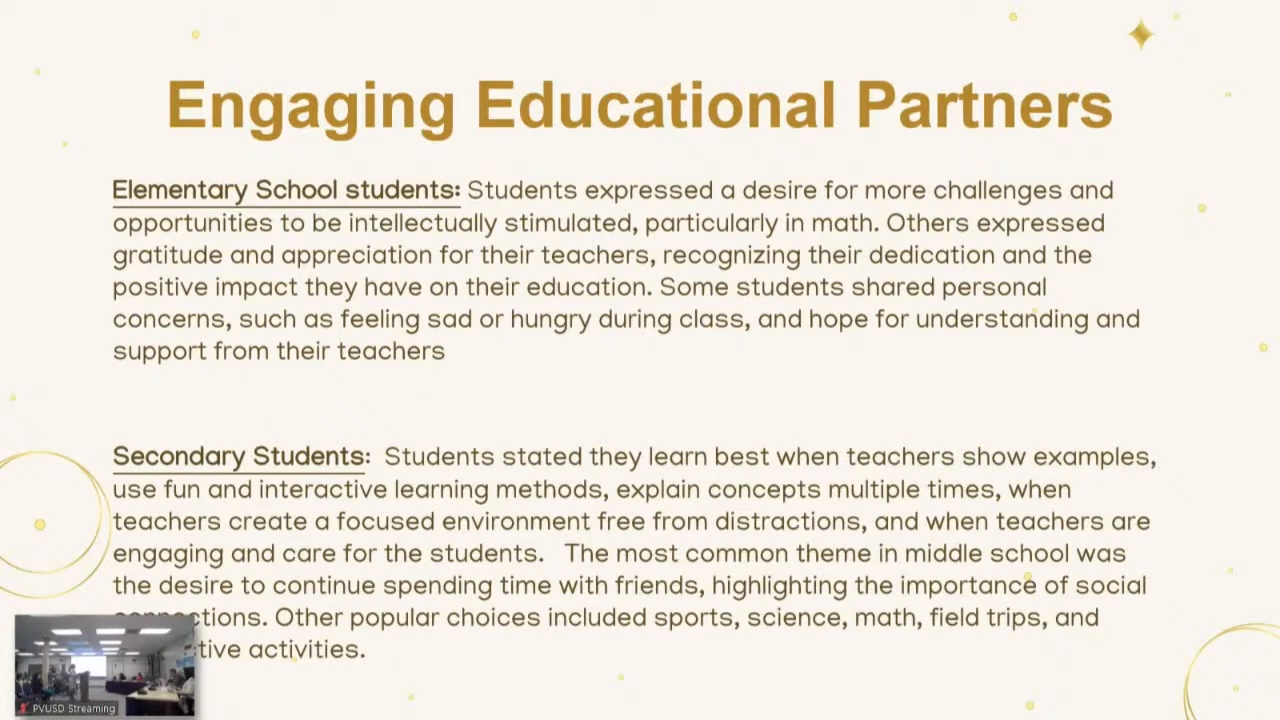 Engaging Educational Partners
Elementary School students: Students expressed a desire for more challenges and
opportunities to be intellectually stimulated, particularly in math. Others expressed
gratitude and appreciation for their teachers, recognizing their dedication and the
positive impact they have on their education. Some students shared personal
concerns, such as feeling sad or hungry during class, and hope for understanding and
support from their teachers
Secondary Students:  Students stated they learn best when teachers show examples,
use fun and interactive learning methods, explain concepts multiple times, when
teachers create a focused environment free from distractions, and when teachers are
engaging and care for the students.   The most common theme in middle school was
the desire to continue spending time with friends, highlighting the importance of social
connections. Other popular choices included sports, science, math, field trips, and
activities.
PVUSD Streaming